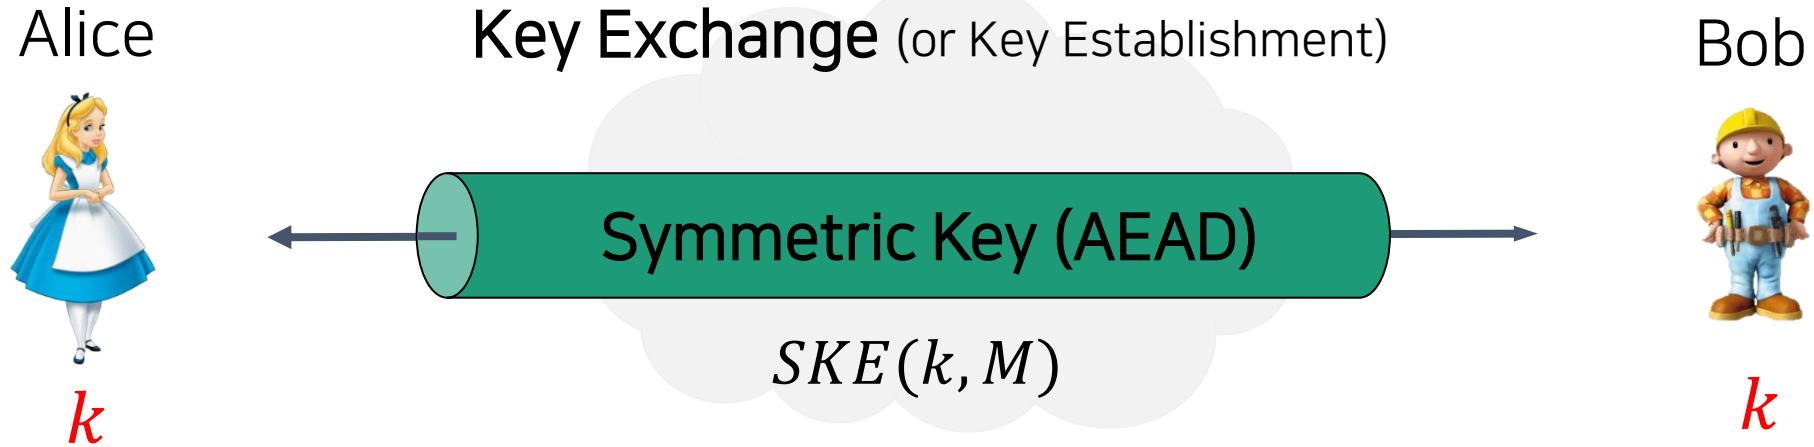 Alice
Key Exchange (or Key Establishment)
Bob
Symmetric Key (AEAD)
SKE(k, M)
k
k